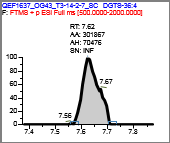 QEF1637_OG43_T3-14-2-7_SC DGT8-36:4
F: FTMS + p ESI Full ms [500.0000-2000.0000]
RT: 7.62
AA: 301867
AH: 70476
SN: INF
100
80
7.67
60
40
20
7.56
0
7.4 7.5 7.6 7.7 7.8